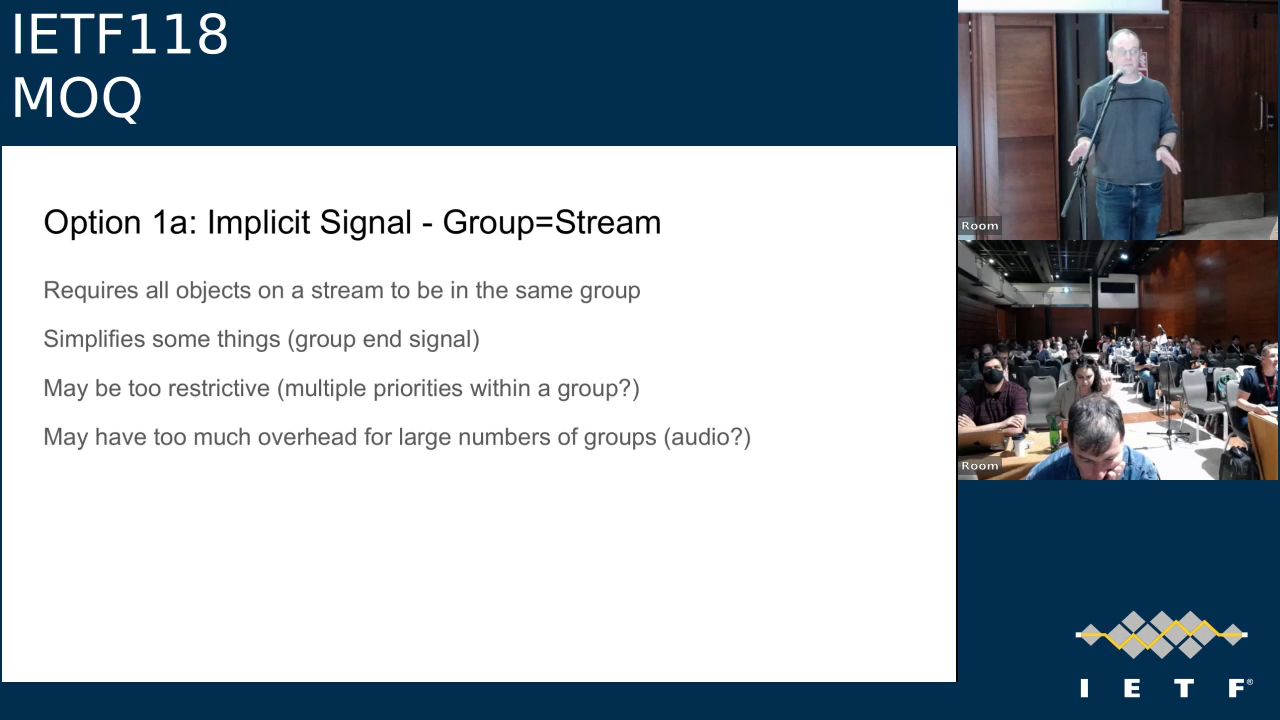 IETF118
MOQ
Option 1a: Implicit Signal - Group=Stream
Requires all objects on a stream to be in the same group
Simplifies some things (group end signal)
May be too restrictive (multiple priorities within a group?)
May have too much overhead for large numbers of groups (audio?)
Room
Room
I E T F®